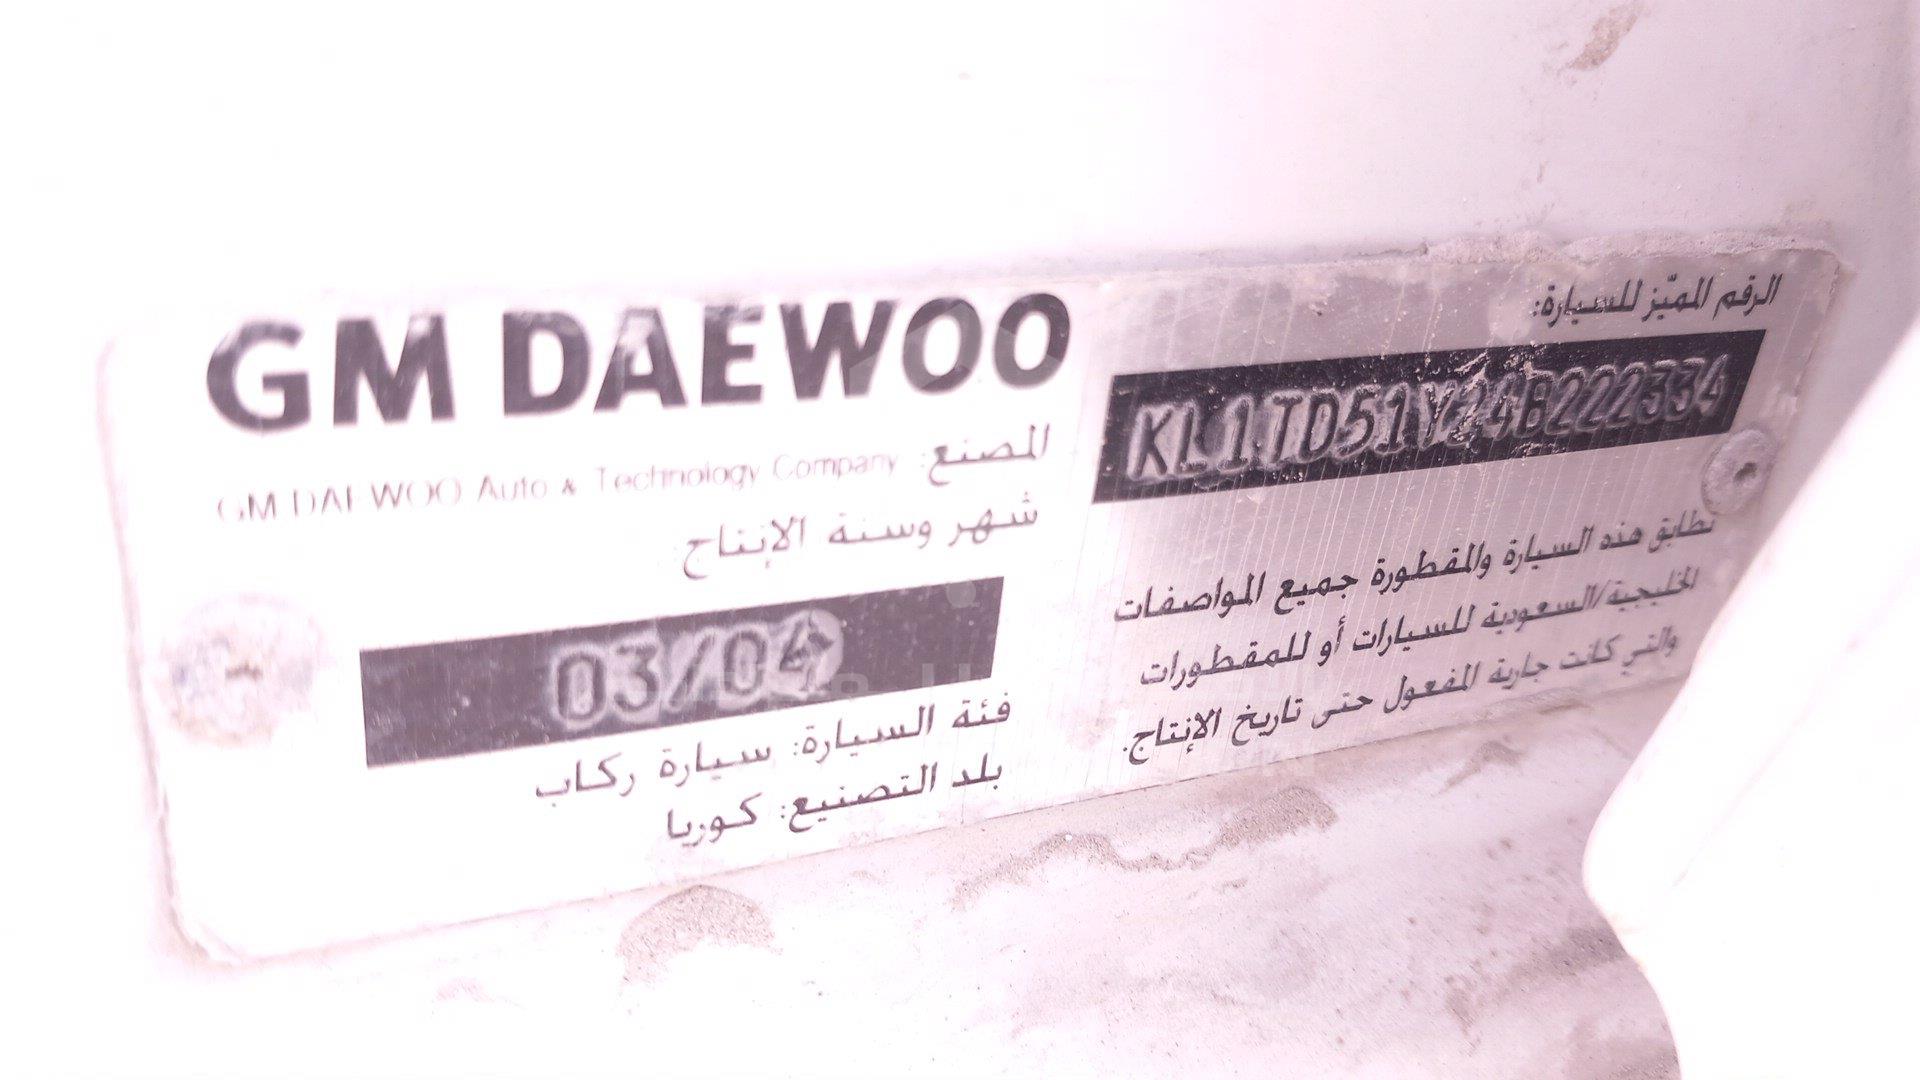 GM DAEWOO
المصنع:
GM DAEWOO Auto & Technology Company
شهر وسنة الإنتاج
03/04
فئة السيارة: سيارة ركاب
بلد التصنيع: كوريا
الرقم المميّز للسيارة:
KL1TD51Y24B222334
تطابق هذه السيارة والمقطورة جميع المواصفات
الخليجية/السعودية للسيارات أو للمقطورات
والتي كانت جارية المفعول حتى تاريخ الإنتاج.